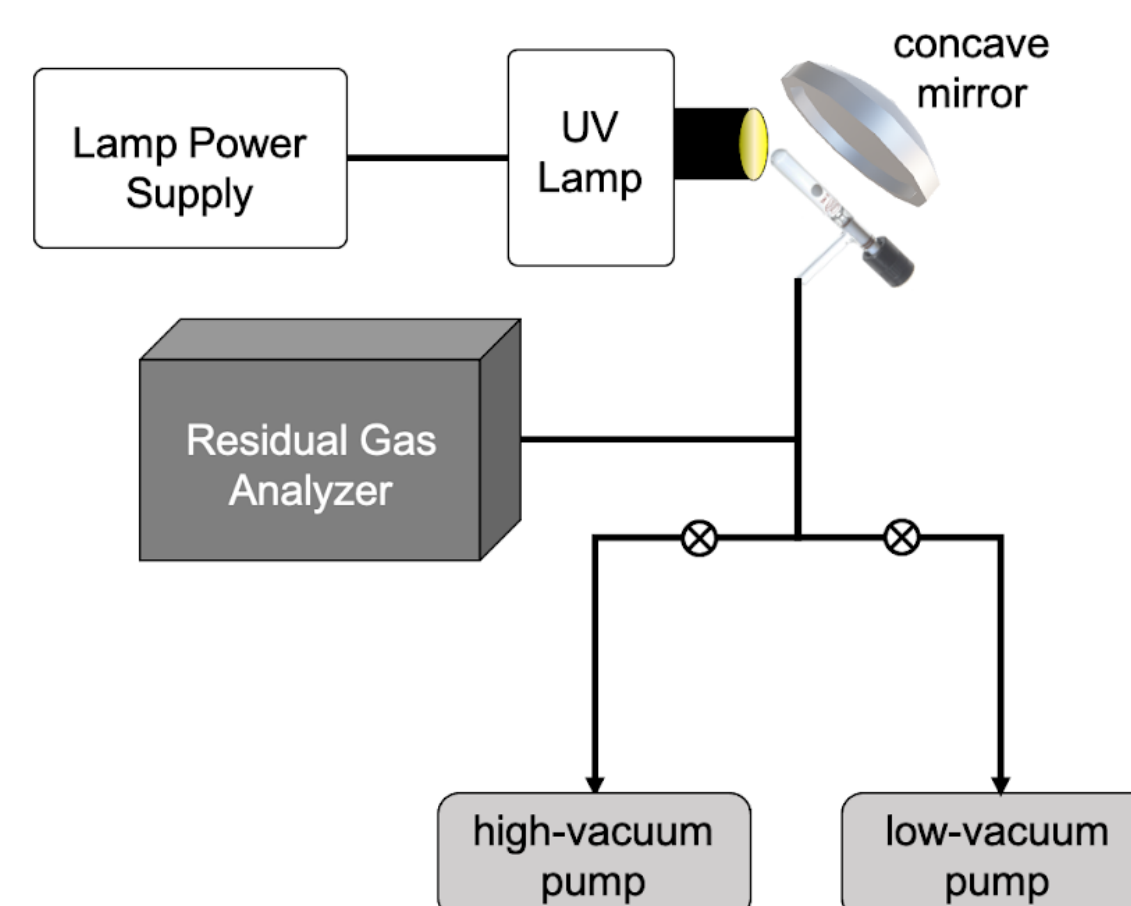 concave
mirror
Lamp Power
Supply
UV
Lamp
Residual Gas
Analyzer
high-vacuum
pump
low-vacuum
pump